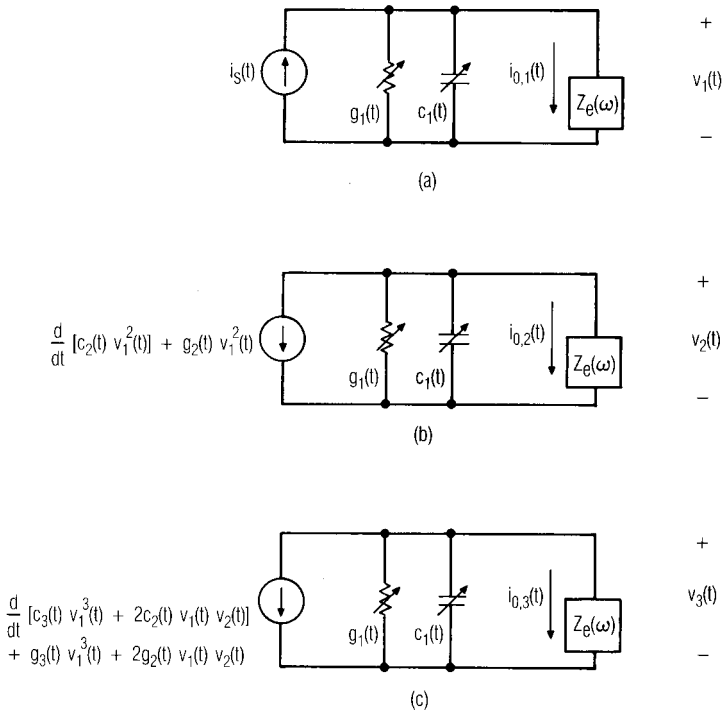 +
i_S(t)
g_1(t)
c_1(t)
i_{0,1}(t)
Z_e(ω)
v_1(t)
−
(a)
+
d/dt [c_2(t) v_1^2(t)] + g_2(t) v_1^2(t)
g_1(t)
c_1(t)
i_{0,2}(t)
Z_e(ω)
v_2(t)
−
(b)
+
d/dt [c_3(t) v_1^3(t) + 2c_2(t) v_1(t) v_2(t)]
+ g_3(t) v_1^3(t) + 2g_2(t) v_1(t) v_2(t)
g_1(t)
c_1(t)
i_{0,3}(t)
Z_e(ω)
v_3(t)
−
(c)